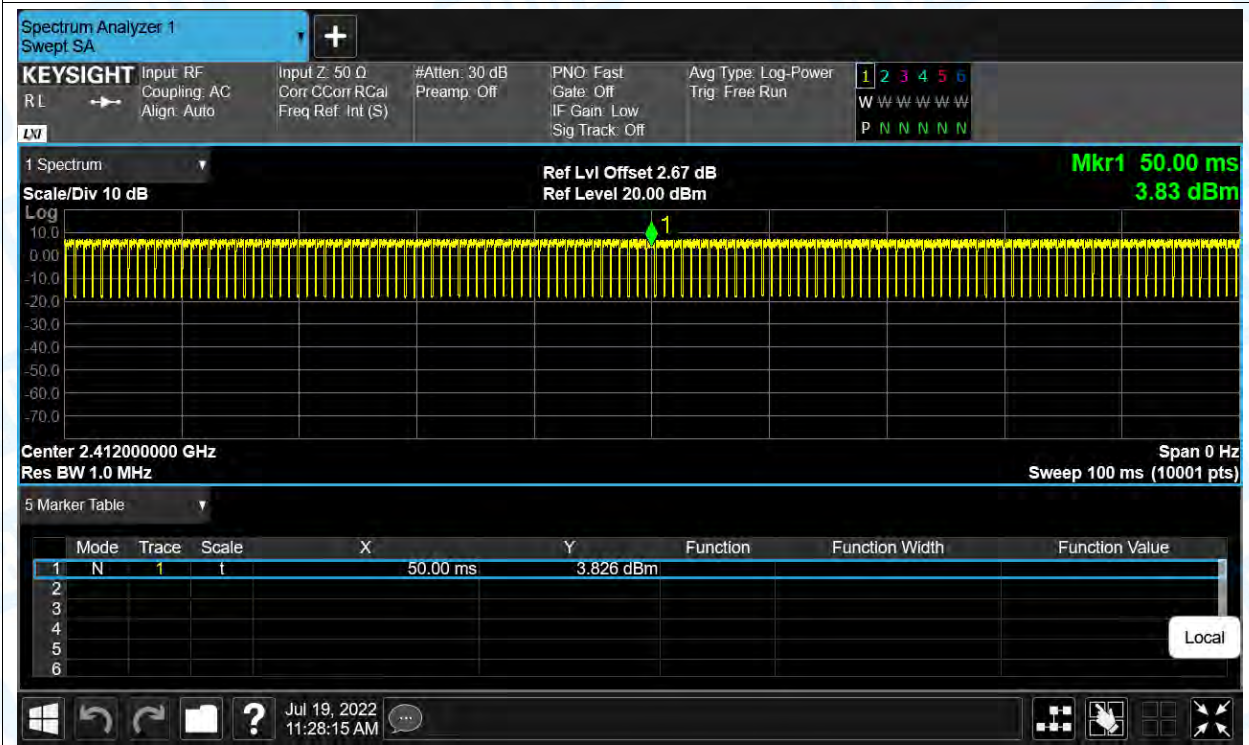 Spectrum Analyzer 1
Swept SA
+
KEYSIGHT Input: RF Input Z: 50 Ω #Atten: 30 dB PNO: Fast Avg Type: Log-Power 1 2 3 4 5 6
R L Coupling: AC Corr CCorr RCal Preamp: Off Gate: Off Trig: Free Run W W W W W W
Align: Auto Freq Ref: Int (S) IF Gain: Low
LXI Sig Track: Off P N N N N N
1 Spectrum Ref Lvl Offset 2.67 dB Mkr1 50.00 ms
Scale/Div 10 dB Ref Level 20.00 dBm 3.83 dBm
Log
1
10.0
0.00
-10.0
-20.0
-30.0
-40.0
-50.0
-60.0
-70.0
Center 2.412000000 GHz Span 0 Hz
Res BW 1.0 MHz Sweep 100 ms (10001 pts)
5 Marker Table
Mode Trace Scale X Y Function Function Width Function Value
1 N 1 t 50.00 ms 3.826 dBm
2
3
4
5
6
Local
? Jul 19, 2022
11:28:15 AM